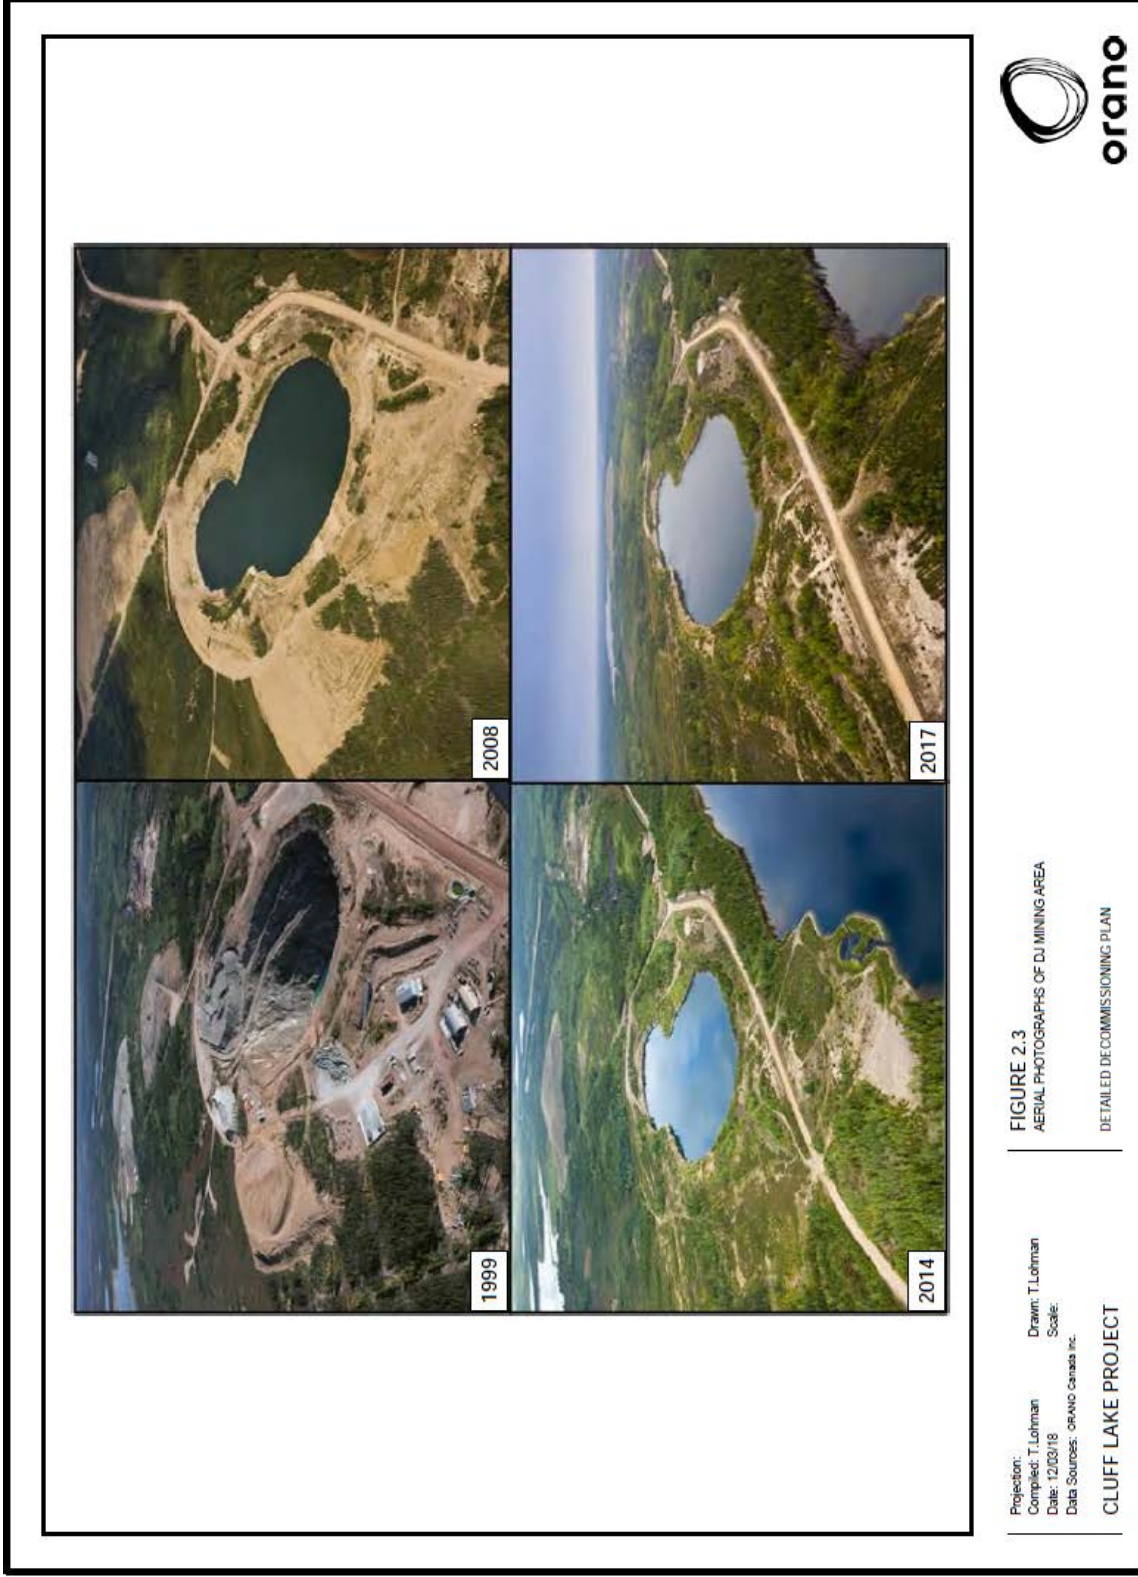 1999
2008
2014
2017
Projection:
Compiled: T.Lohman Drawn: T.Lohman
Date: 12/03/18 Scale:
Data Sources: ORANO Canada Inc.
CLUFF LAKE PROJECT
FIGURE 2.3
AERIAL PHOTOGRAPHS OF DJ MINING AREA
DETAILED DECOMMISSIONING PLAN
orano